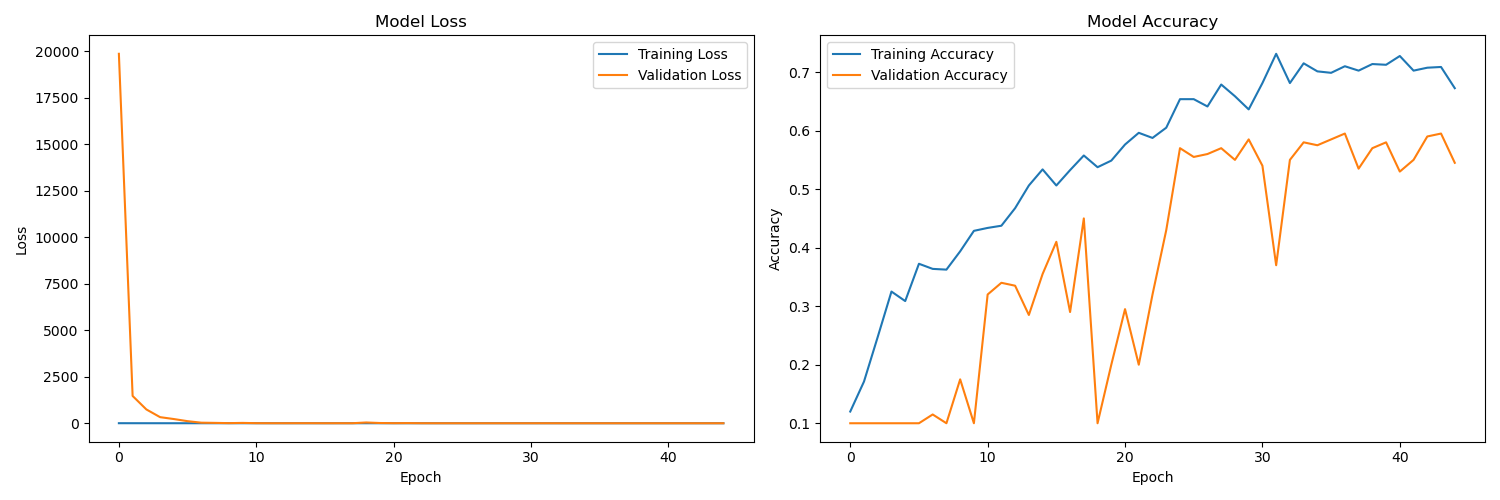 Model Loss
Training Loss
Validation Loss
20000
17500
15000
12500
10000
7500
5000
2500
0
Loss
0
10
20
30
40
Epoch
Model Accuracy
Training Accuracy
Validation Accuracy
0.7
0.6
0.5
0.4
0.3
0.2
0.1
Accuracy
0
10
20
30
40
Epoch